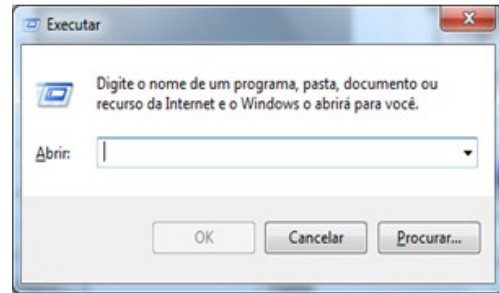 Executar
Digite o nome de um programa, pasta, documento ou
recurso da Internet e o Windows o abrirá para você.
Abrir:
OK Cancelar Procurar...